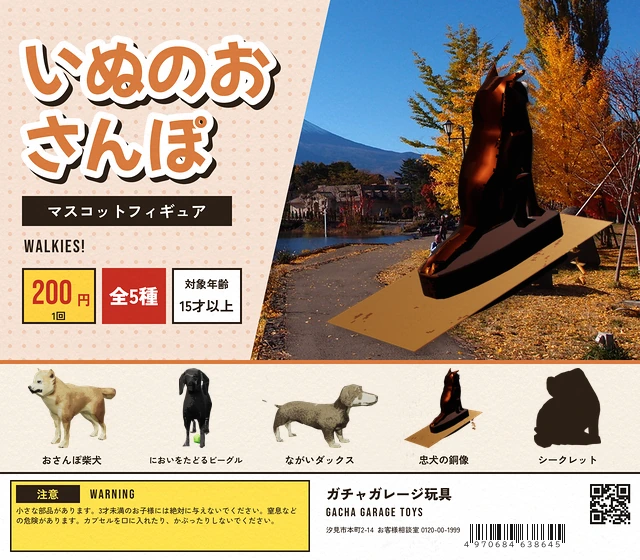 いぬのお
さんぽ
マスコットフィギュア
WALKIES!
200円
1回
全5種
対象年齢
15才以上
おさんぽ柴犬
においをたどるビーグル
ながいダックス
忠犬の銅像
シークレット
注意 WARNING
小さな部品があります。3才未満のお子様には絶対に与えないでください。窒息など
の危険があります。カプセルを口に入れたり、かぶったりしないでください。
ガチャガレージ玩具
GACHA GARAGE TOYS
汐見市本町2-14 お客様相談室 0120-00-1999
4 970684 638645